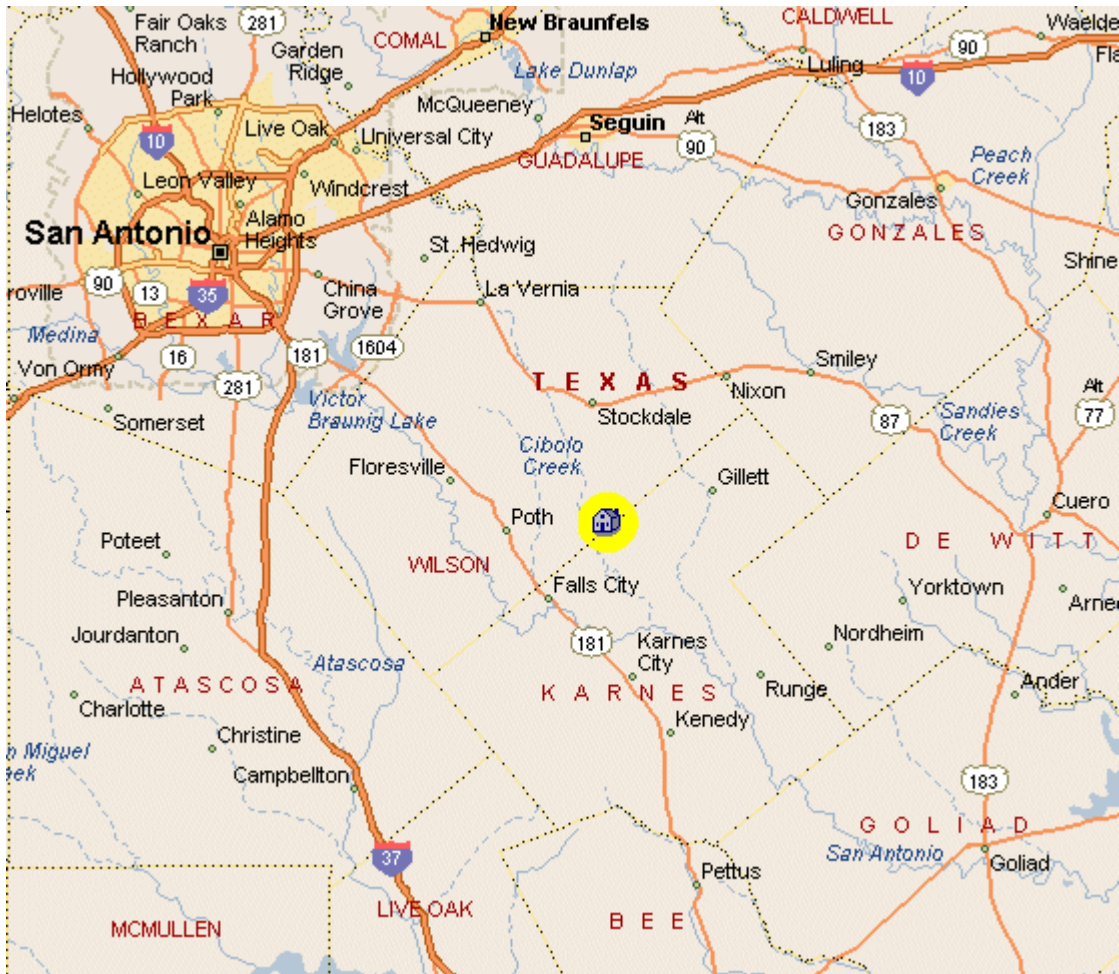 Fair Oaks
Ranch
281
COMAL
New Braunfels
CALDWELL
Waelde
Garden
Ridge
90
Fla
Hollywood
Park
Lake Dunlap
Luling
10
Helotes
McQueeney
10
Live Oak
Universal City
Seguin
Alt
90
183
GUADALUPE
Peach
Creek
Leon Valley
Windcrest
Gonzales
Alamo
Heights
San Antonio
St. Hedwig
GONZALES
Shine
90
13
35
roville
China
Grove
La Vernia
BEXAR
Medina
16
181
1604
Von Ormy
281
Smiley
TEXAS
Nixon
Alt
77
Somerset
Victor
Braunig Lake
Stockdale
87
Sandies
Creek
Cibolo
Creek
Floresville
Gillett
Cuero
Poth
Poteet
WILSON
DE WITT
Falls City
Yorktown
Arne
Pleasanton
Jourdanton
181
Karnes
City
Nordheim
Atascosa
ATASCOSA
KARNES
Runge
Ander
Charlotte
Christine
Kenedy
n Miguel
eek
Campbellton
183
GOLIAD
37
San Antonio
Goliad
Pettus
LIVE OAK
BEE
MCMULLEN